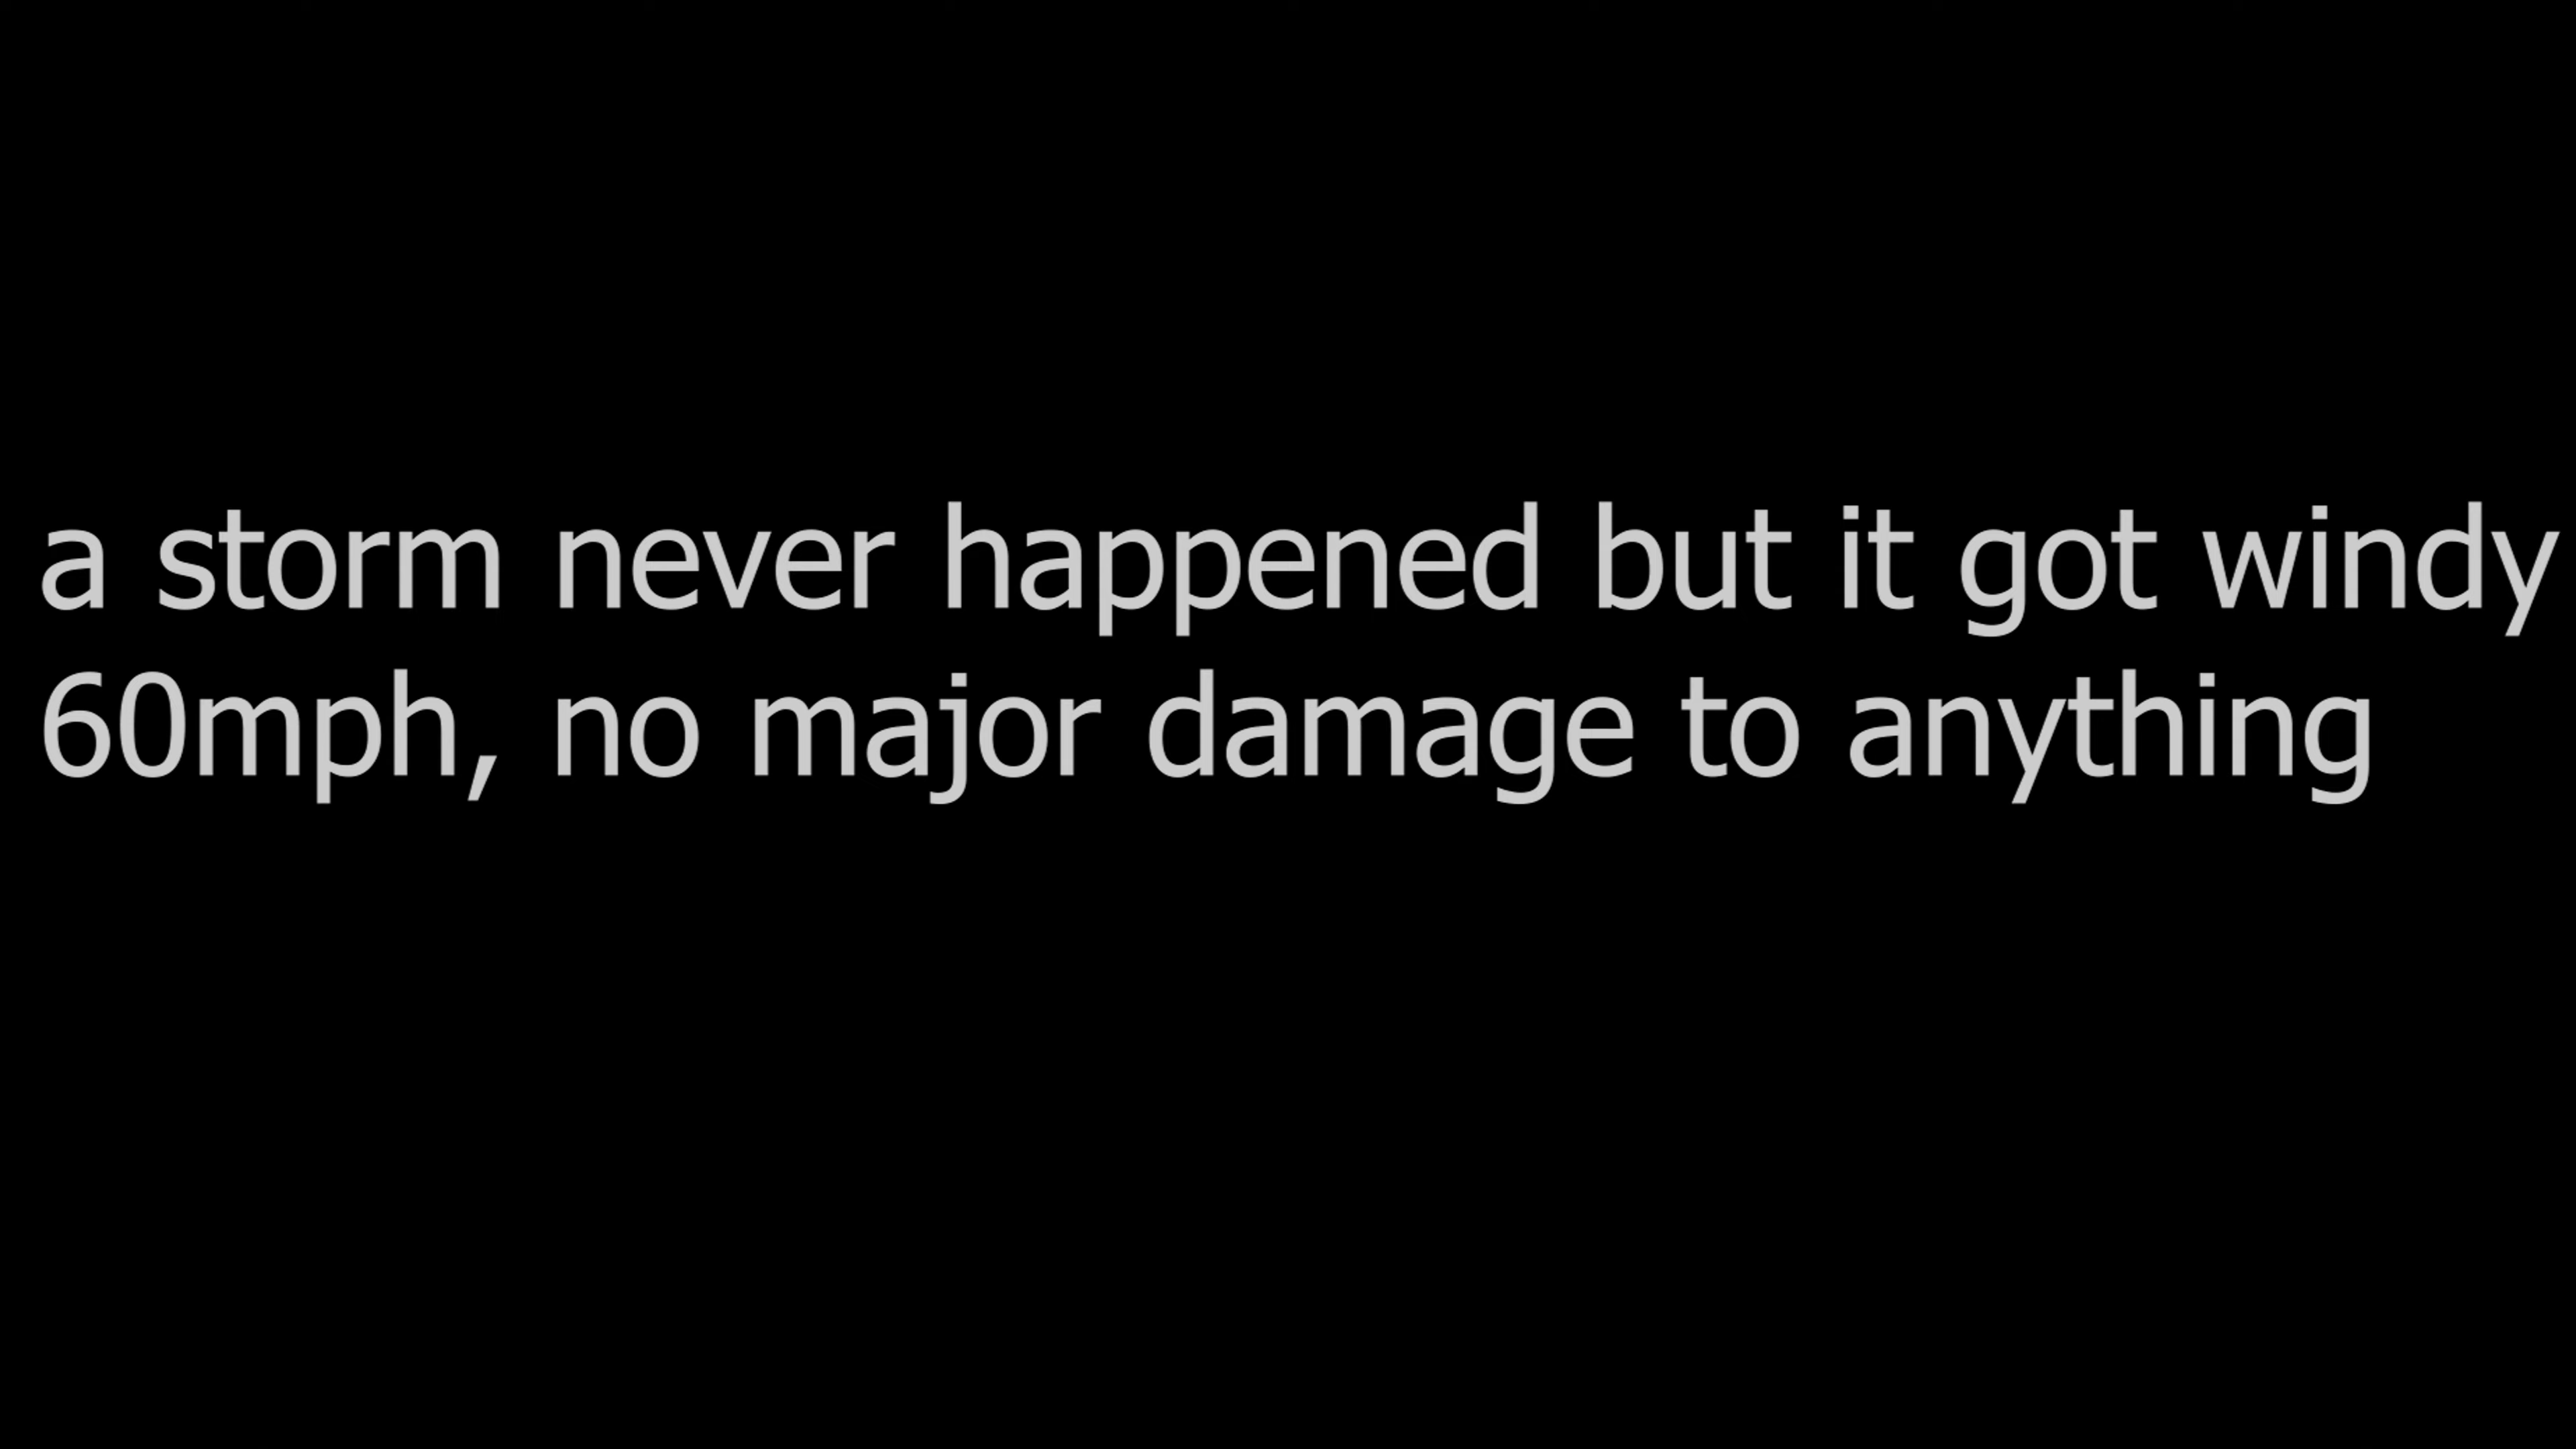 a storm never happened but it got windy
60mph, no major damage to anything